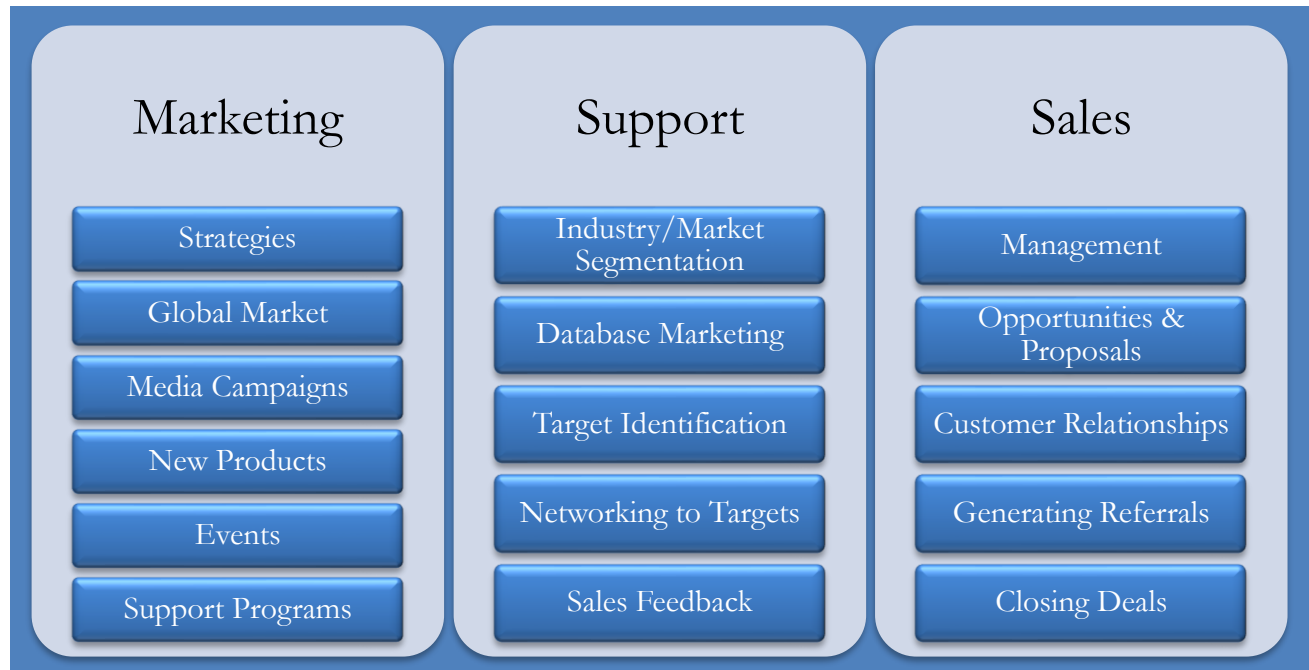 Marketing
Strategies
Global Market
Media Campaigns
New Products
Events
Support Programs
Support
Industry/Market
Segmentation
Database Marketing
Target Identification
Networking to Targets
Sales Feedback
Sales
Management
Opportunities &
Proposals
Customer Relationships
Generating Referrals
Closing Deals